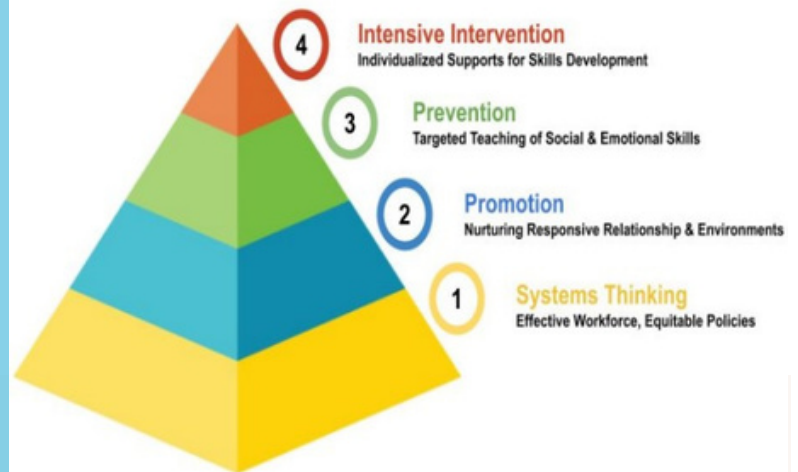 4
Intensive Intervention
Individualized Supports for Skills Development
3
Prevention
Targeted Teaching of Social & Emotional Skills
2
Promotion
Nurturing Responsive Relationship & Environments
1
Systems Thinking
Effective Workforce, Equitable Policies